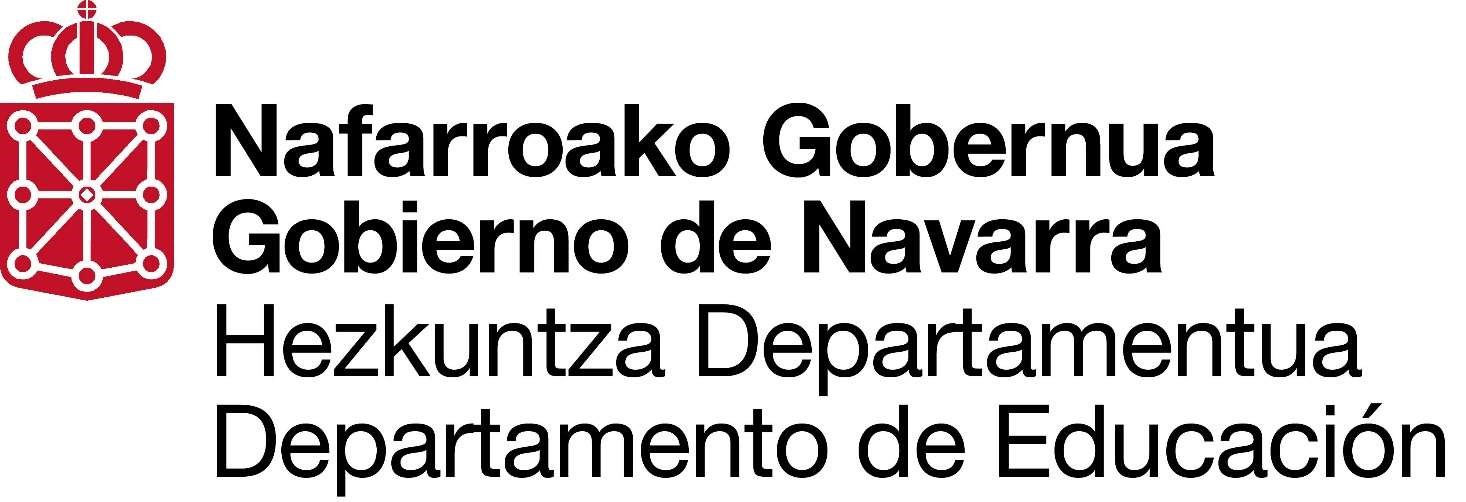 Nafarroako Gobernua
Gobierno de Navarra
Hezkuntza Departamentua
Departamento de Educación